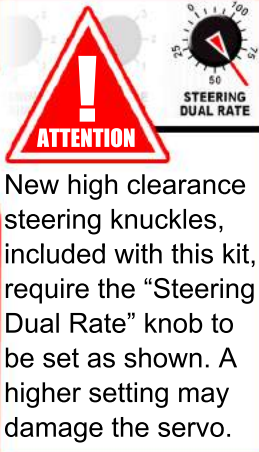 !
ATTENTION
0
100
25
75
50
STEERING
DUAL RATE
New high clearance
steering knuckles,
included with this kit,
require the “Steering
Dual Rate” knob to
be set as shown. A
higher setting may
damage the servo.